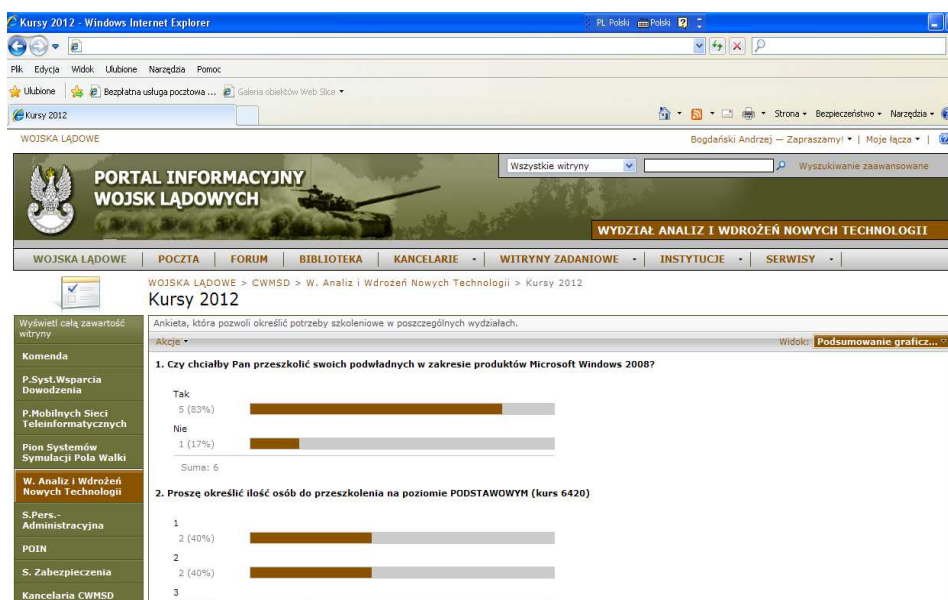 Kursy 2012 - Windows Internet Explorer
PL Polski Polski
Plik Edycja Widok Ulubione Narzędzia Pomoc
Ulubione Bezpłatna usługa pocztowa ... Galeria obiektów Web Slice
Kursy 2012 Strona Bezpieczeństwo Narzędzia
WOJSKA LĄDOWE Bogdański Andrzej — Zapraszamy! | Moje łącza |
PORTAL INFORMACYJNY
WOJSK LĄDOWYCH
Wszystkie witryny Wyszukiwanie zaawansowane
WYDZIAŁ ANALIZ I WDROŻEŃ NOWYCH TECHNOLOGII
WOJSKA LĄDOWE | POCZTA | FORUM | BIBLIOTEKA | KANCELARIE | WITRYNY ZADANIOWE | INSTYTUCJE | SERWISY |
WOJSKA LĄDOWE > CWMSD > W. Analiz i Wdrożeń Nowych Technologii > Kursy 2012
Kursy 2012
Wyświetl całą zawartość
witryny
Komenda
P.Syst.Wsparcia
Dowodzenia
P.Mobilnych Sieci
Teleinformatycznych
Pion Systemów
Symulacji Pola Walki
W. Analiz i Wdrożeń
Nowych Technologii
S.Pers.-
Administracyjna
POIN
S. Zabezpieczenia
Kancelaria CWMSD
Ankieta, która pozwoli określić potrzeby szkoleniowe w poszczególnych wydziałach.
Akcje Widok: Podsumowanie graficz...
1. Czy chciałby Pan przeszkolić swoich podwładnych w zakresie produktów Microsoft Windows 2008?
Tak
5 (83%)
Nie
1 (17%)
Suma: 6
2. Proszę określić ilość osób do przeszkolenia na poziomie PODSTAWOWYM (kurs 6420)
1
2 (40%)
2
2 (40%)
3